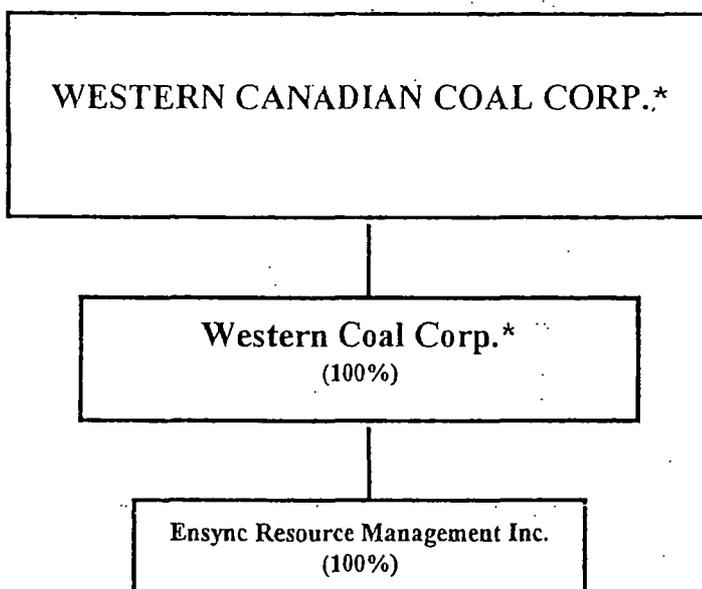 WESTERN CANADIAN COAL CORP.*
Western Coal Corp.*
(100%)
Ensync Resource Management Inc.
(100%)